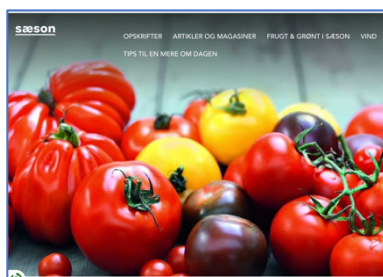 sæson
OPSKRIFTER ARTIKLER OG MAGASINER FRUGT & GRØNT I SÆSON VIND
TIPS TIL EN MERE OM DAGEN